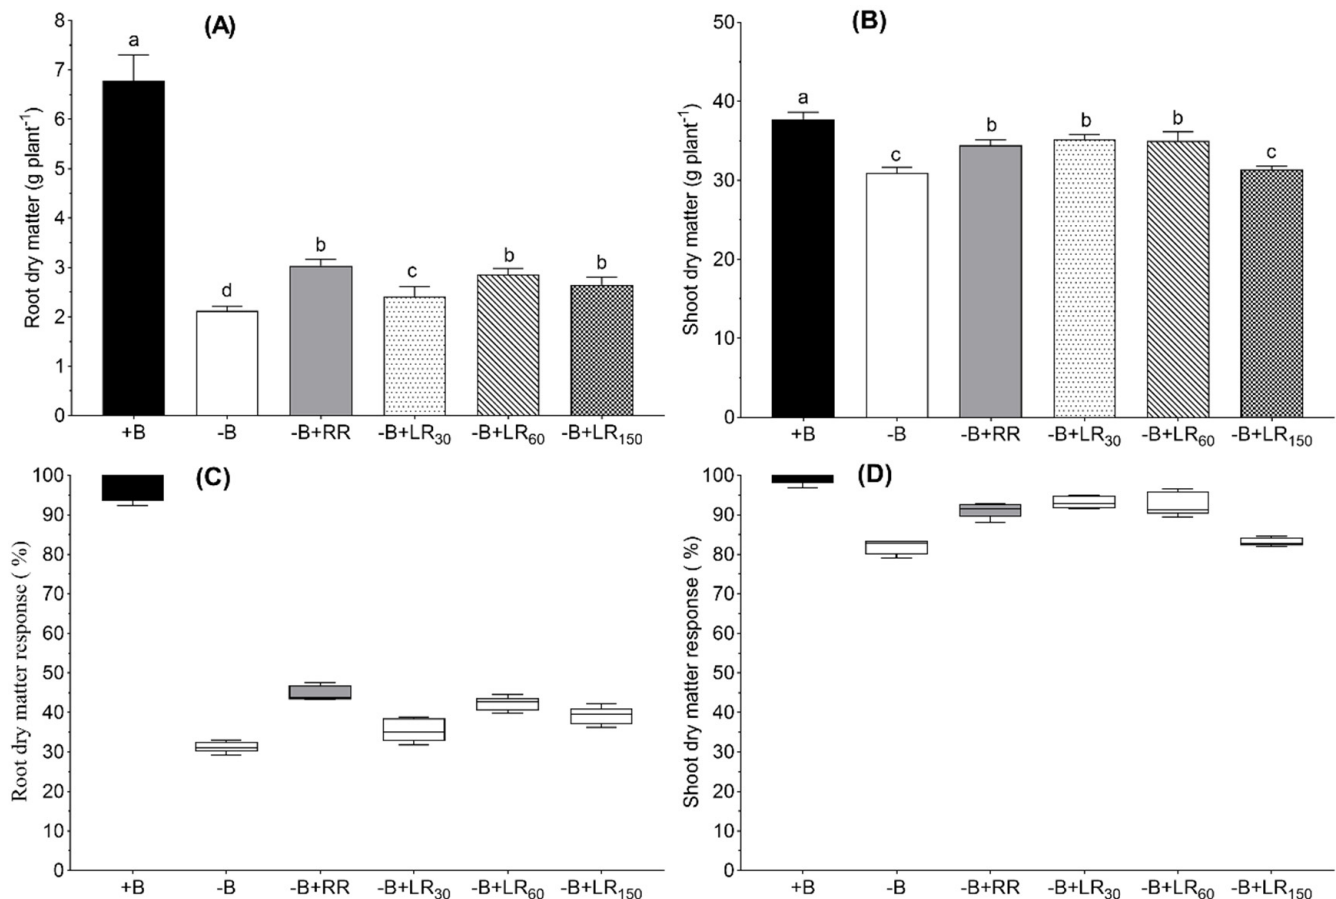 (A)
Root dry matter (g plant⁻¹)
8
7
6
5
4
3
2
1
0
a
d
b
c
b
b
+B
-B
-B+RR
-B+LR₃₀
-B+LR₆₀
-B+LR₁₅₀
(B)
Shoot dry matter (g plant⁻¹)
50
40
30
20
10
0
a
c
b
b
b
c
+B
-B
-B+RR
-B+LR₃₀
-B+LR₆₀
-B+LR₁₅₀
(C)
Root dry matter response ( %)
100
90
80
70
60
50
40
30
20
10
0
+B
-B
-B+RR
-B+LR₃₀
-B+LR₆₀
-B+LR₁₅₀
(D)
Shoot dry matter response ( %)
100
90
80
70
60
50
40
30
20
10
0
+B
-B
-B+RR
-B+LR₃₀
-B+LR₆₀
-B+LR₁₅₀